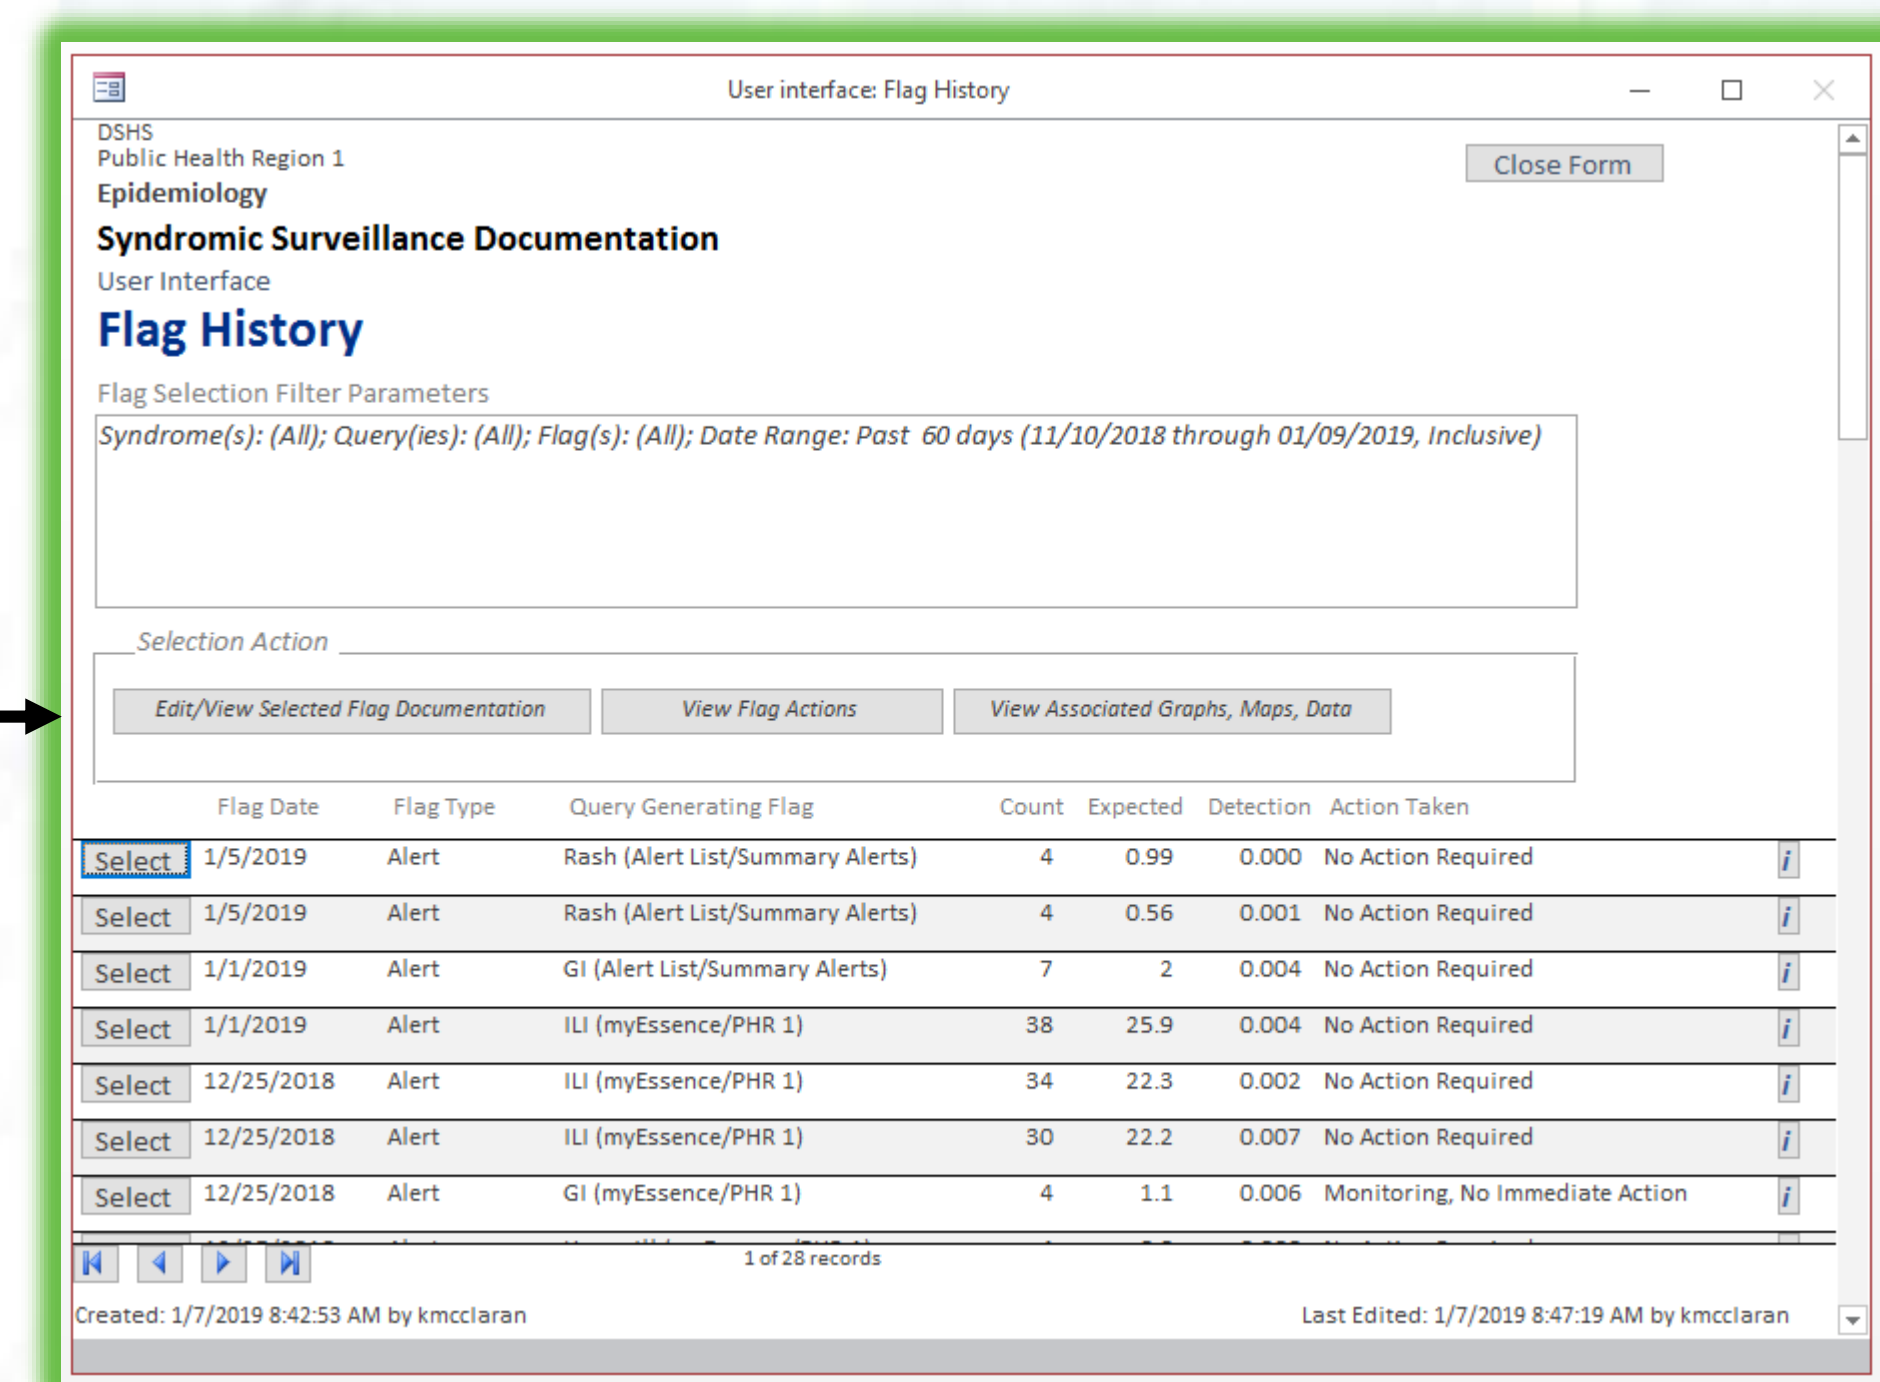 User interface: Flag History
DSHS
Public Health Region 1
Close Form
Epidemiology
Syndromic Surveillance Documentation
User Interface
Flag History
Flag Selection Filter Parameters
Syndrome(s): (All); Query(ies): (All); Flag(s): (All); Date Range: Past 60 days (11/10/2018 through 01/09/2019, Inclusive)
Selection Action
Edit/View Selected Flag Documentation View Flag Actions View Associated Graphs, Maps, Data
Flag Date Flag Type Query Generating Flag Count Expected Detection Action Taken
Select 1/5/2019 Alert Rash (Alert List/Summary Alerts) 4 0.99 0.000 No Action Required i
Select 1/5/2019 Alert Rash (Alert List/Summary Alerts) 4 0.56 0.001 No Action Required i
Select 1/1/2019 Alert GI (Alert List/Summary Alerts) 7 2 0.004 No Action Required i
Select 1/1/2019 Alert ILI (myEssence/PHR 1) 38 25.9 0.004 No Action Required i
Select 12/25/2018 Alert ILI (myEssence/PHR 1) 34 22.3 0.002 No Action Required i
Select 12/25/2018 Alert ILI (myEssence/PHR 1) 30 22.2 0.007 No Action Required i
Select 12/25/2018 Alert GI (myEssence/PHR 1) 4 1.1 0.006 Monitoring, No Immediate Action i
1 of 28 records
Created: 1/7/2019 8:42:53 AM by kmcclaran Last Edited: 1/7/2019 8:47:19 AM by kmcclaran